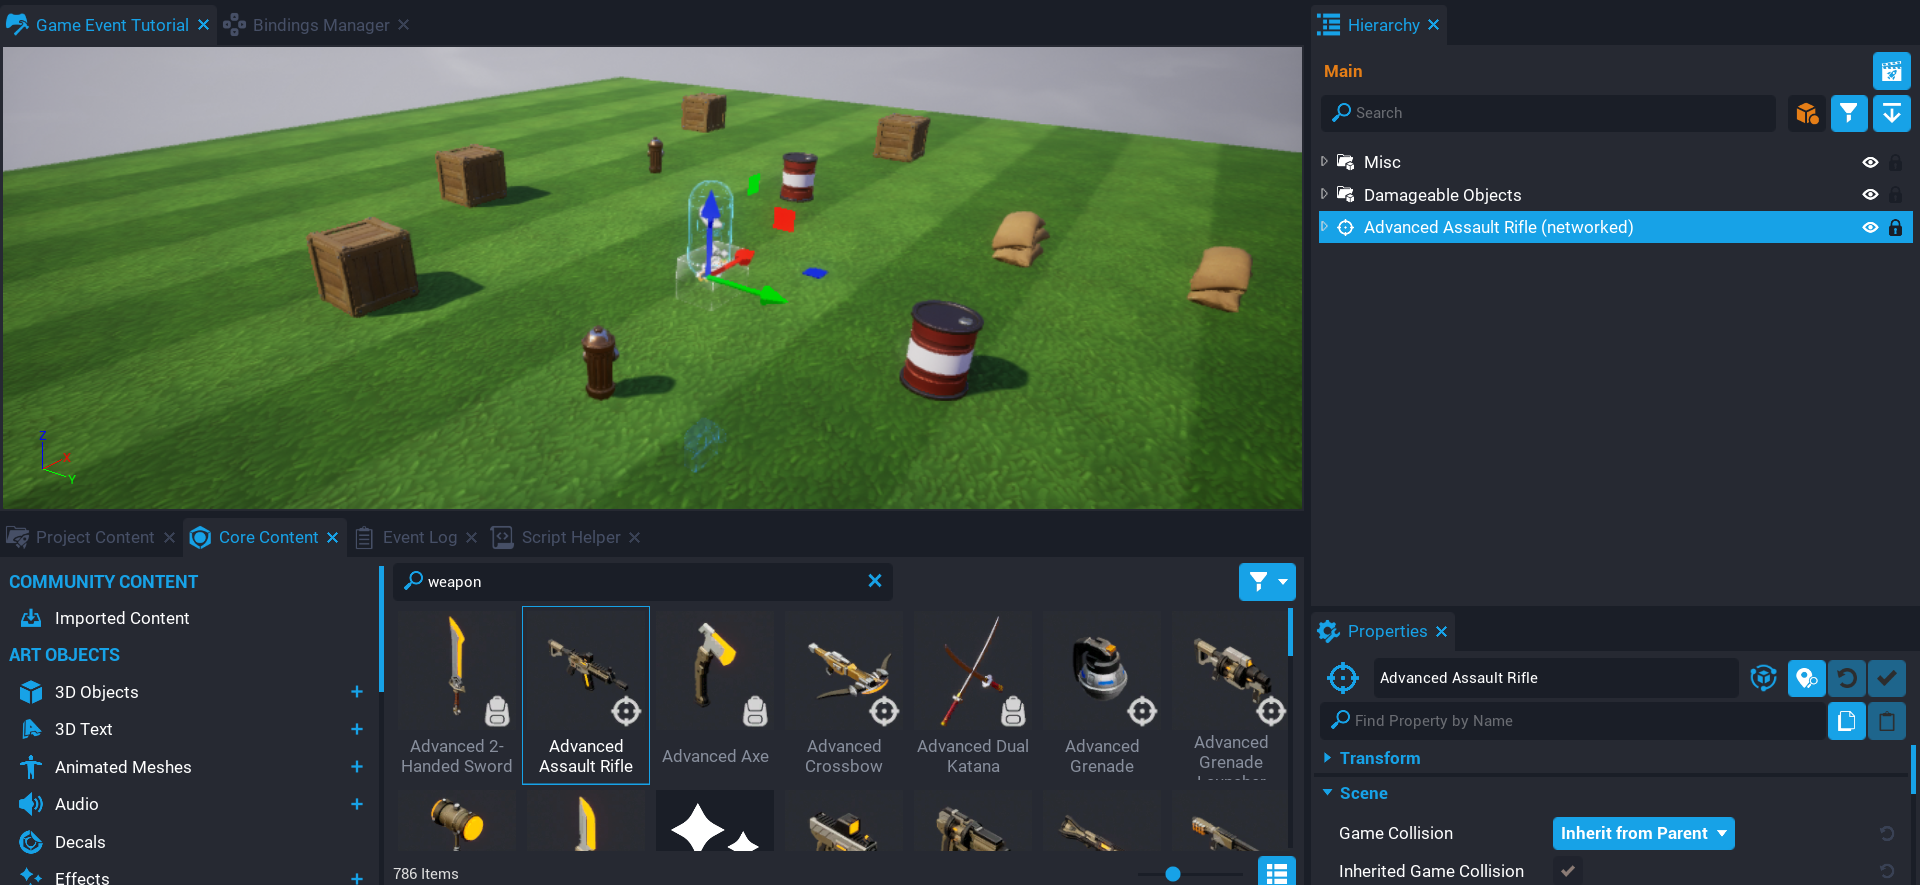 Game Event Tutorial
Bindings Manager
Z
X
Y
Project Content
Core Content
Event Log
Script Helper
COMMUNITY CONTENT
Imported Content
ART OBJECTS
3D Objects
3D Text
Animated Meshes
Audio
Decals
Effects
weapon
Advanced 2-
Handed Sword
Advanced
Assault Rifle
Advanced Axe
Advanced
Crossbow
Advanced Dual
Katana
Advanced
Grenade
Advanced
Grenade
Launcher
786 Items
Hierarchy
Main
Search
Misc
Damageable Objects
Advanced Assault Rifle (networked)
Properties
Advanced Assault Rifle
Find Property by Name
Transform
Scene
Game Collision
Inherit from Parent
Inherited Game Collision